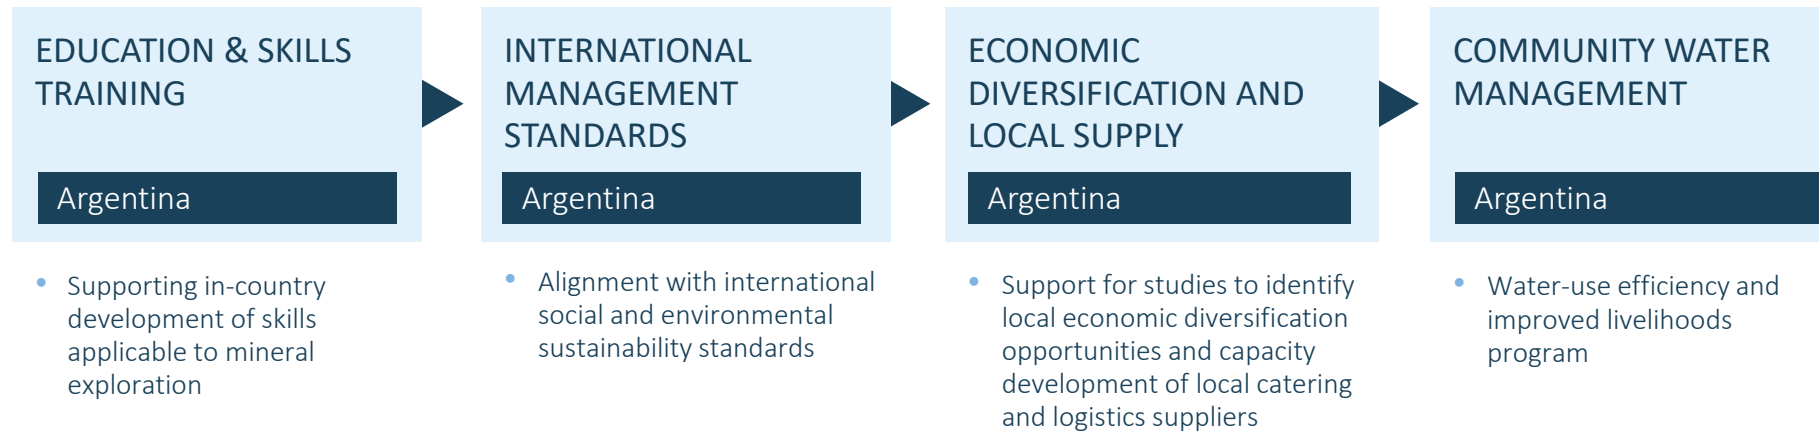 EDUCATION & SKILLS
TRAINING
Argentina
• Supporting in-country
development of skills
applicable to mineral
exploration
INTERNATIONAL
MANAGEMENT
STANDARDS
Argentina
• Alignment with international
social and environmental
sustainability standards
ECONOMIC
DIVERSIFICATION AND
LOCAL SUPPLY
Argentina
• Support for studies to identify
local economic diversification
opportunities and capacity
development of local catering
and logistics suppliers
COMMUNITY WATER
MANAGEMENT
Argentina
• Water-use efficiency and
improved livelihoods
program